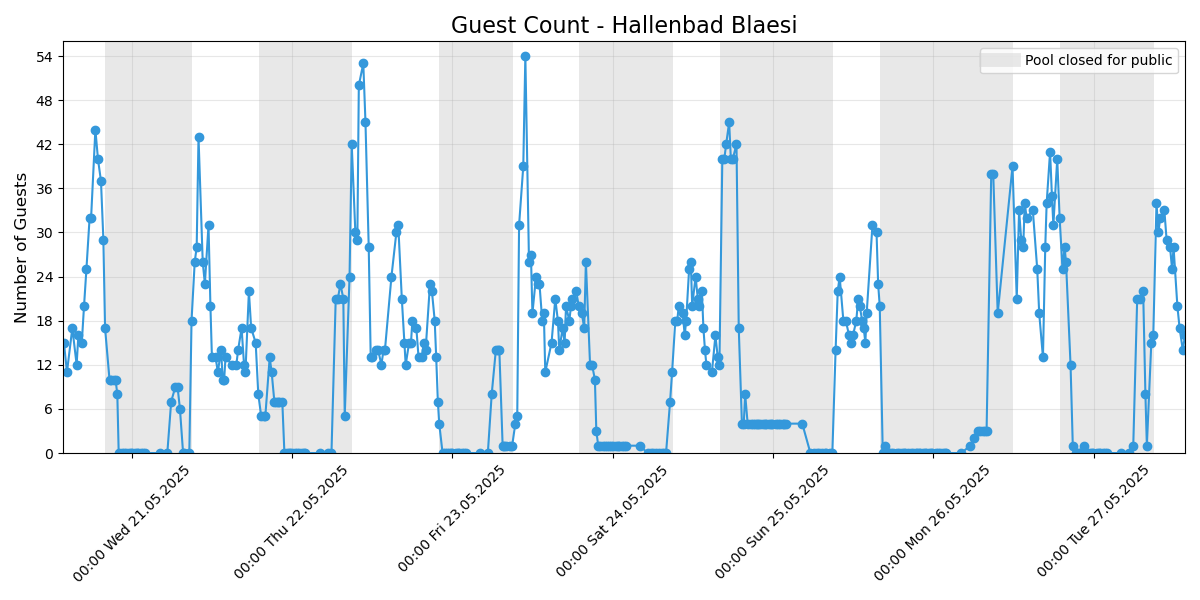 Guest Count - Hallenbad Blaesi
Pool closed for public
Number of Guests
54
48
42
36
30
24
18
12
6
0
00:00 Wed 21.05.2025
00:00 Thu 22.05.2025
00:00 Fri 23.05.2025
00:00 Sat 24.05.2025
00:00 Sun 25.05.2025
00:00 Mon 26.05.2025
00:00 Tue 27.05.2025